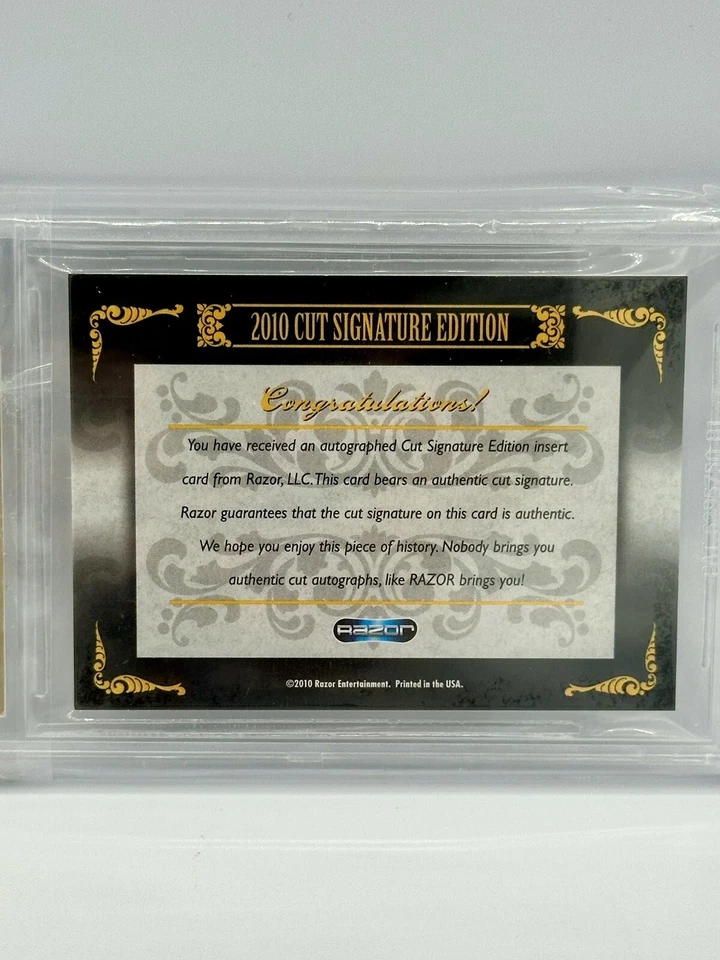 2010 CUT SIGNATURE EDITION
Congratulations!
You have received an autographed Cut Signature Edition insert
card from Razor, LLC. This card bears an authentic cut signature.
Razor guarantees that the cut signature on this card is authentic.
We hope you enjoy this piece of history. Nobody brings you
authentic cut autographs, like RAZOR brings you!
Razor
©2010 Razor Entertainment. Printed in the USA.